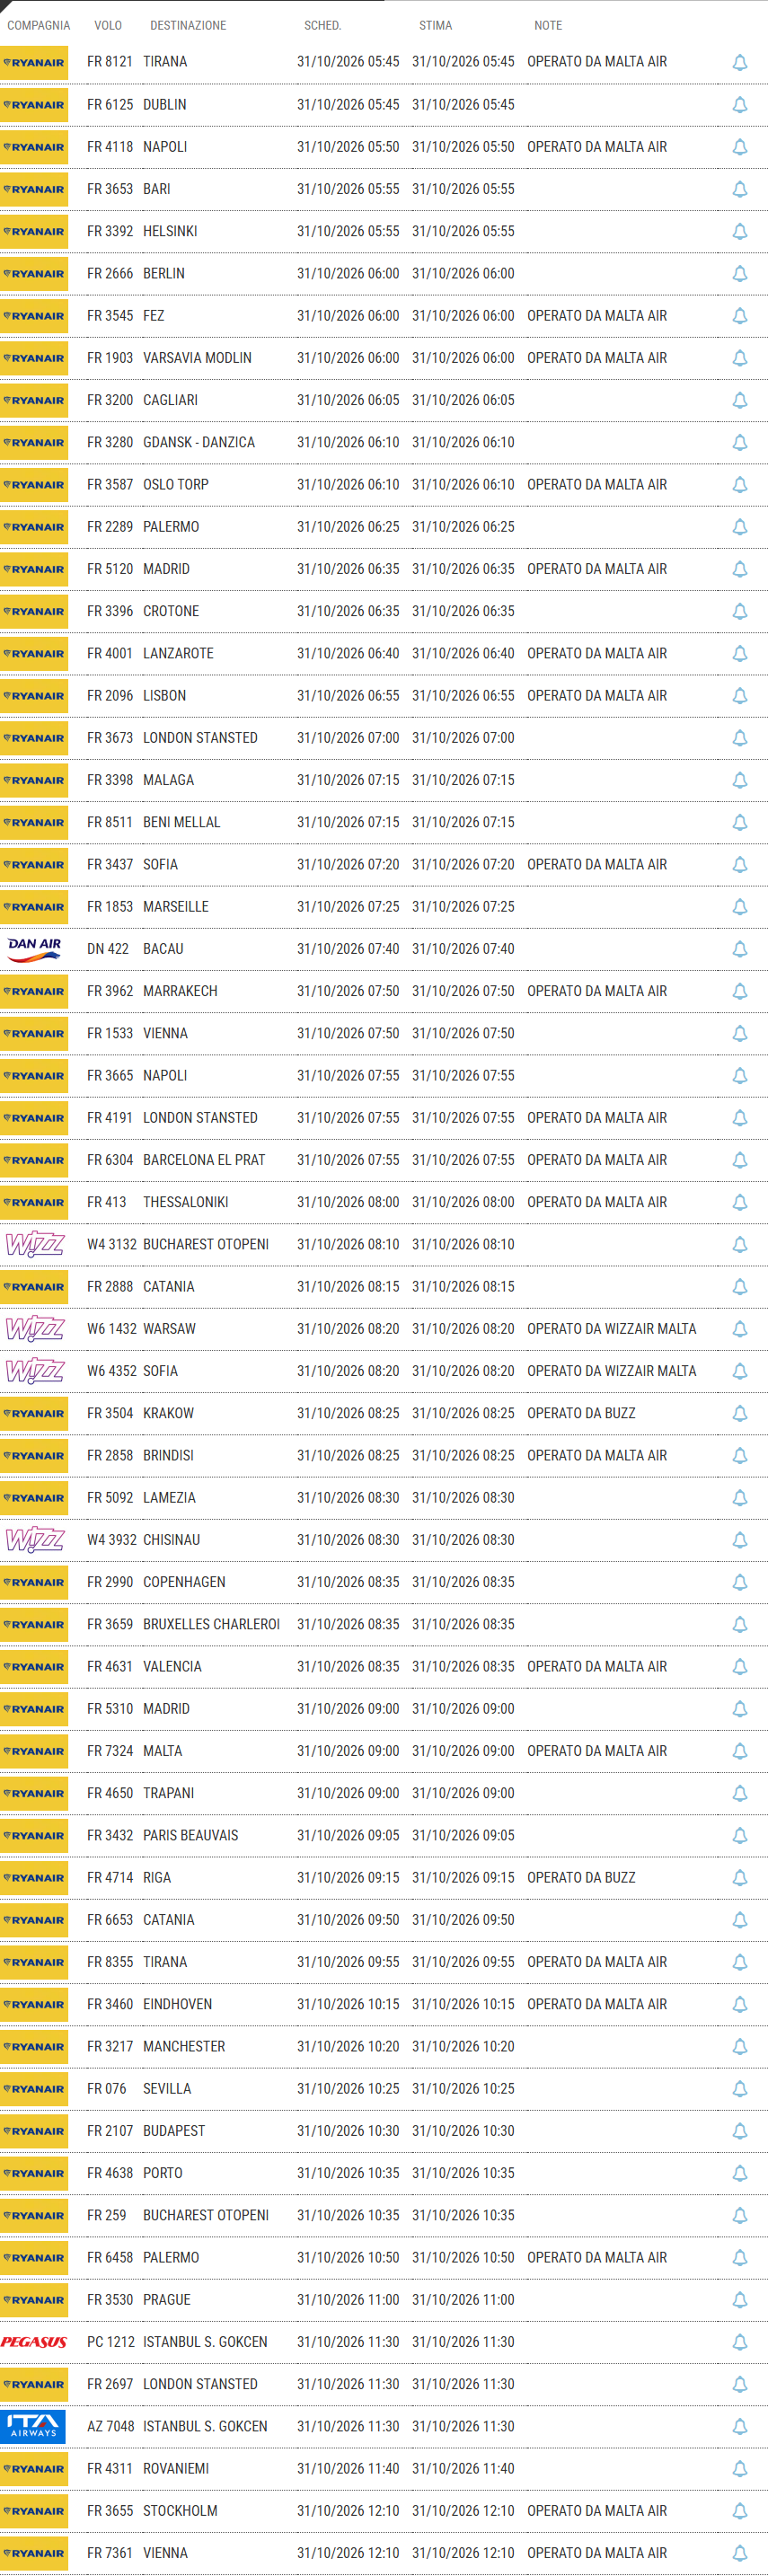 COMPAGNIA VOLO DESTINAZIONE SCHED. STIMA NOTE
RYANAIR FR 8121 TIRANA 31/10/2026 05:45 31/10/2026 05:45 OPERATO DA MALTA AIR
RYANAIR FR 6125 DUBLIN 31/10/2026 05:45 31/10/2026 05:45
RYANAIR FR 4118 NAPOLI 31/10/2026 05:50 31/10/2026 05:50 OPERATO DA MALTA AIR
RYANAIR FR 3653 BARI 31/10/2026 05:55 31/10/2026 05:55
RYANAIR FR 3392 HELSINKI 31/10/2026 05:55 31/10/2026 05:55
RYANAIR FR 2666 BERLIN 31/10/2026 06:00 31/10/2026 06:00
RYANAIR FR 3545 FEZ 31/10/2026 06:00 31/10/2026 06:00 OPERATO DA MALTA AIR
RYANAIR FR 1903 VARSAVIA MODLIN 31/10/2026 06:00 31/10/2026 06:00 OPERATO DA MALTA AIR
RYANAIR FR 3200 CAGLIARI 31/10/2026 06:05 31/10/2026 06:05
RYANAIR FR 3280 GDANSK - DANZICA 31/10/2026 06:10 31/10/2026 06:10
RYANAIR FR 3587 OSLO TORP 31/10/2026 06:10 31/10/2026 06:10 OPERATO DA MALTA AIR
RYANAIR FR 2289 PALERMO 31/10/2026 06:25 31/10/2026 06:25
RYANAIR FR 5120 MADRID 31/10/2026 06:35 31/10/2026 06:35 OPERATO DA MALTA AIR
RYANAIR FR 3396 CROTONE 31/10/2026 06:35 31/10/2026 06:35
RYANAIR FR 4001 LANZAROTE 31/10/2026 06:40 31/10/2026 06:40 OPERATO DA MALTA AIR
RYANAIR FR 2096 LISBON 31/10/2026 06:55 31/10/2026 06:55 OPERATO DA MALTA AIR
RYANAIR FR 3673 LONDON STANSTED 31/10/2026 07:00 31/10/2026 07:00
RYANAIR FR 3398 MALAGA 31/10/2026 07:15 31/10/2026 07:15
RYANAIR FR 8511 BENI MELLAL 31/10/2026 07:15 31/10/2026 07:15
RYANAIR FR 3437 SOFIA 31/10/2026 07:20 31/10/2026 07:20 OPERATO DA MALTA AIR
RYANAIR FR 1853 MARSEILLE 31/10/2026 07:25 31/10/2026 07:25
DAN AIR DN 422 BACAU 31/10/2026 07:40 31/10/2026 07:40
RYANAIR FR 3962 MARRAKECH 31/10/2026 07:50 31/10/2026 07:50 OPERATO DA MALTA AIR
RYANAIR FR 1533 VIENNA 31/10/2026 07:50 31/10/2026 07:50
RYANAIR FR 3665 NAPOLI 31/10/2026 07:55 31/10/2026 07:55
RYANAIR FR 4191 LONDON STANSTED 31/10/2026 07:55 31/10/2026 07:55 OPERATO DA MALTA AIR
RYANAIR FR 6304 BARCELONA EL PRAT 31/10/2026 07:55 31/10/2026 07:55 OPERATO DA MALTA AIR
RYANAIR FR 413 THESSALONIKI 31/10/2026 08:00 31/10/2026 08:00 OPERATO DA MALTA AIR
WIZZ W4 3132 BUCHAREST OTOPENI 31/10/2026 08:10 31/10/2026 08:10
RYANAIR FR 2888 CATANIA 31/10/2026 08:15 31/10/2026 08:15
WIZZ W6 1432 WARSAW 31/10/2026 08:20 31/10/2026 08:20 OPERATO DA WIZZAIR MALTA
WIZZ W6 4352 SOFIA 31/10/2026 08:20 31/10/2026 08:20 OPERATO DA WIZZAIR MALTA
RYANAIR FR 3504 KRAKOW 31/10/2026 08:25 31/10/2026 08:25 OPERATO DA BUZZ
RYANAIR FR 2858 BRINDISI 31/10/2026 08:25 31/10/2026 08:25 OPERATO DA MALTA AIR
RYANAIR FR 5092 LAMEZIA 31/10/2026 08:30 31/10/2026 08:30
WIZZ W4 3932 CHISINAU 31/10/2026 08:30 31/10/2026 08:30
RYANAIR FR 2990 COPENHAGEN 31/10/2026 08:35 31/10/2026 08:35
RYANAIR FR 3659 BRUXELLES CHARLEROI 31/10/2026 08:35 31/10/2026 08:35
RYANAIR FR 4631 VALENCIA 31/10/2026 08:35 31/10/2026 08:35 OPERATO DA MALTA AIR
RYANAIR FR 5310 MADRID 31/10/2026 09:00 31/10/2026 09:00
RYANAIR FR 7324 MALTA 31/10/2026 09:00 31/10/2026 09:00 OPERATO DA MALTA AIR
RYANAIR FR 4650 TRAPANI 31/10/2026 09:00 31/10/2026 09:00
RYANAIR FR 3432 PARIS BEAUVAIS 31/10/2026 09:05 31/10/2026 09:05
RYANAIR FR 4714 RIGA 31/10/2026 09:15 31/10/2026 09:15 OPERATO DA BUZZ
RYANAIR FR 6653 CATANIA 31/10/2026 09:50 31/10/2026 09:50
RYANAIR FR 8355 TIRANA 31/10/2026 09:55 31/10/2026 09:55 OPERATO DA MALTA AIR
RYANAIR FR 3460 EINDHOVEN 31/10/2026 10:15 31/10/2026 10:15 OPERATO DA MALTA AIR
RYANAIR FR 3217 MANCHESTER 31/10/2026 10:20 31/10/2026 10:20
RYANAIR FR 076 SEVILLA 31/10/2026 10:25 31/10/2026 10:25
RYANAIR FR 2107 BUDAPEST 31/10/2026 10:30 31/10/2026 10:30
RYANAIR FR 4638 PORTO 31/10/2026 10:35 31/10/2026 10:35
RYANAIR FR 259 BUCHAREST OTOPENI 31/10/2026 10:35 31/10/2026 10:35
RYANAIR FR 6458 PALERMO 31/10/2026 10:50 31/10/2026 10:50 OPERATO DA MALTA AIR
RYANAIR FR 3530 PRAGUE 31/10/2026 11:00 31/10/2026 11:00
PEGASUS PC 1212 ISTANBUL S. GOKCEN 31/10/2026 11:30 31/10/2026 11:30
RYANAIR FR 2697 LONDON STANSTED 31/10/2026 11:30 31/10/2026 11:30
ITA AIRWAYS AZ 7048 ISTANBUL S. GOKCEN 31/10/2026 11:30 31/10/2026 11:30
RYANAIR FR 4311 ROVANIEMI 31/10/2026 11:40 31/10/2026 11:40
RYANAIR FR 3655 STOCKHOLM 31/10/2026 12:10 31/10/2026 12:10 OPERATO DA MALTA AIR
RYANAIR FR 7361 VIENNA 31/10/2026 12:10 31/10/2026 12:10 OPERATO DA MALTA AIR